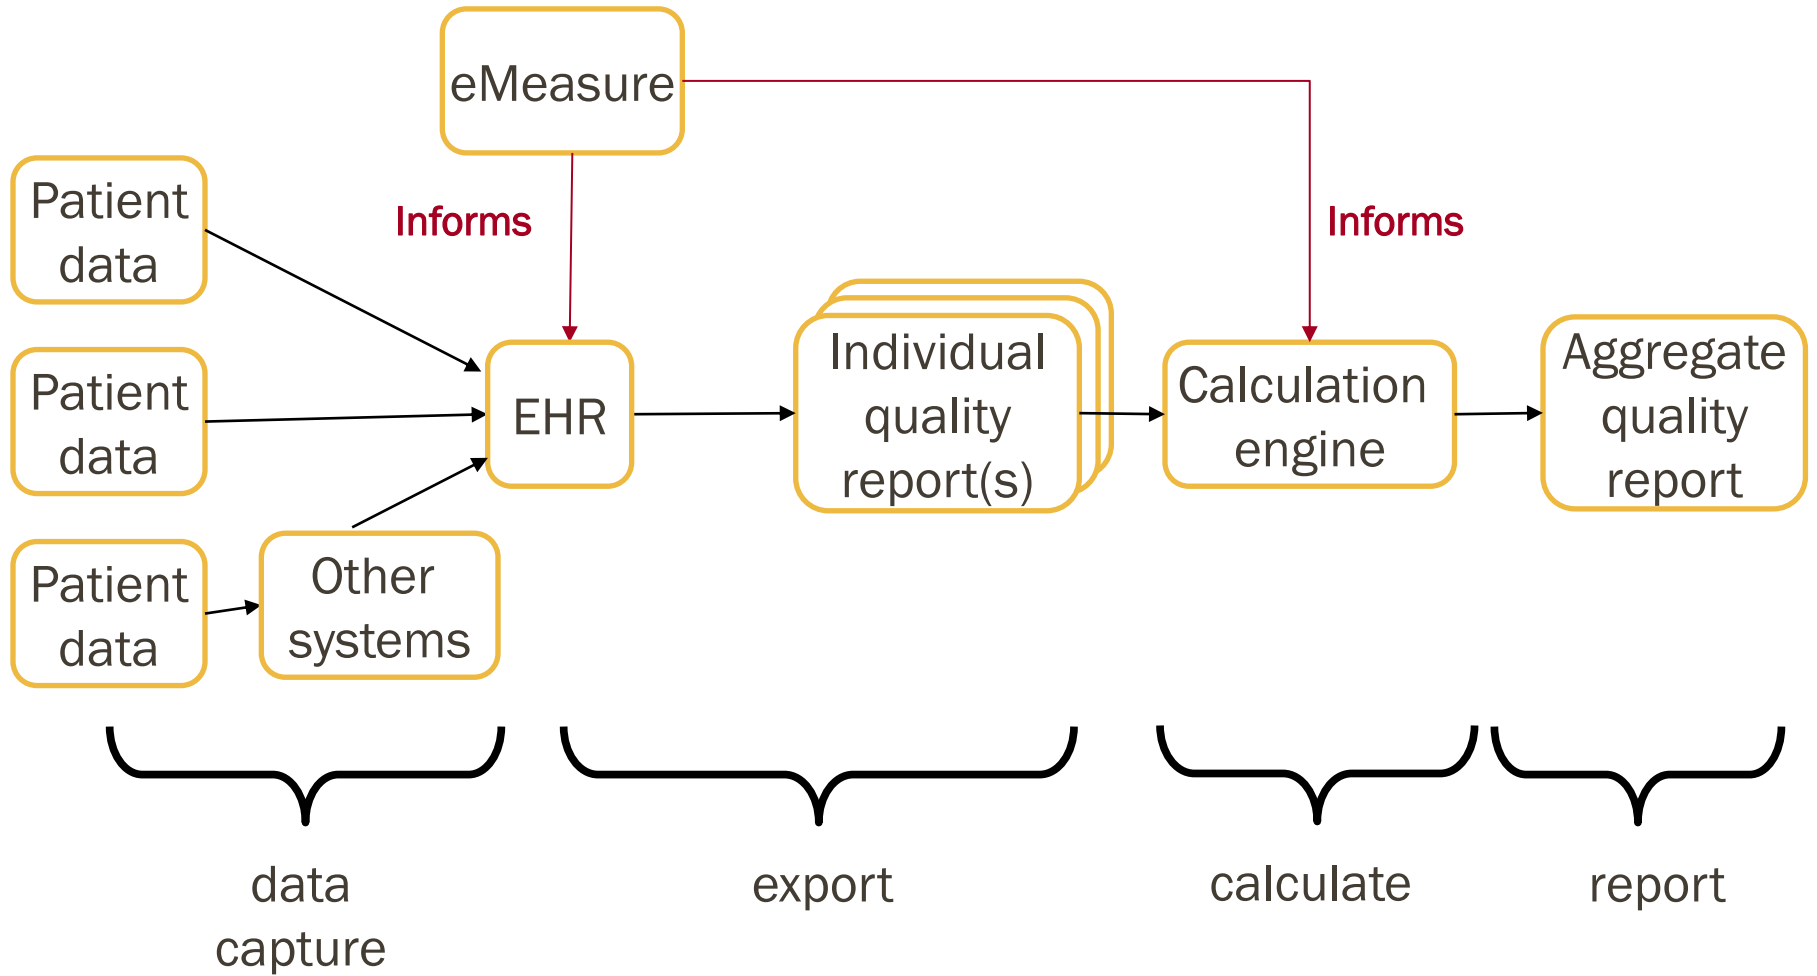 eMeasure
Informs
Informs
Patient
data
Patient
data
Patient
data
Other
systems
EHR
Individual
quality
report(s)
Calculation
engine
Aggregate
quality
report
data
capture
export
calculate
report